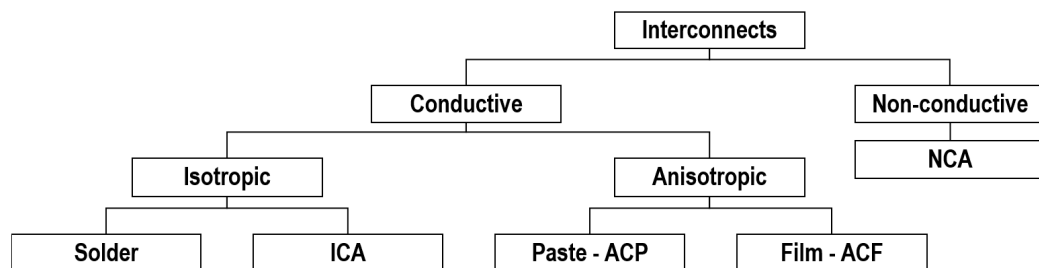 Interconnects
Conductive
Non-conductive
NCA
Isotropic
Anisotropic
Solder
ICA
Paste - ACP
Film - ACF